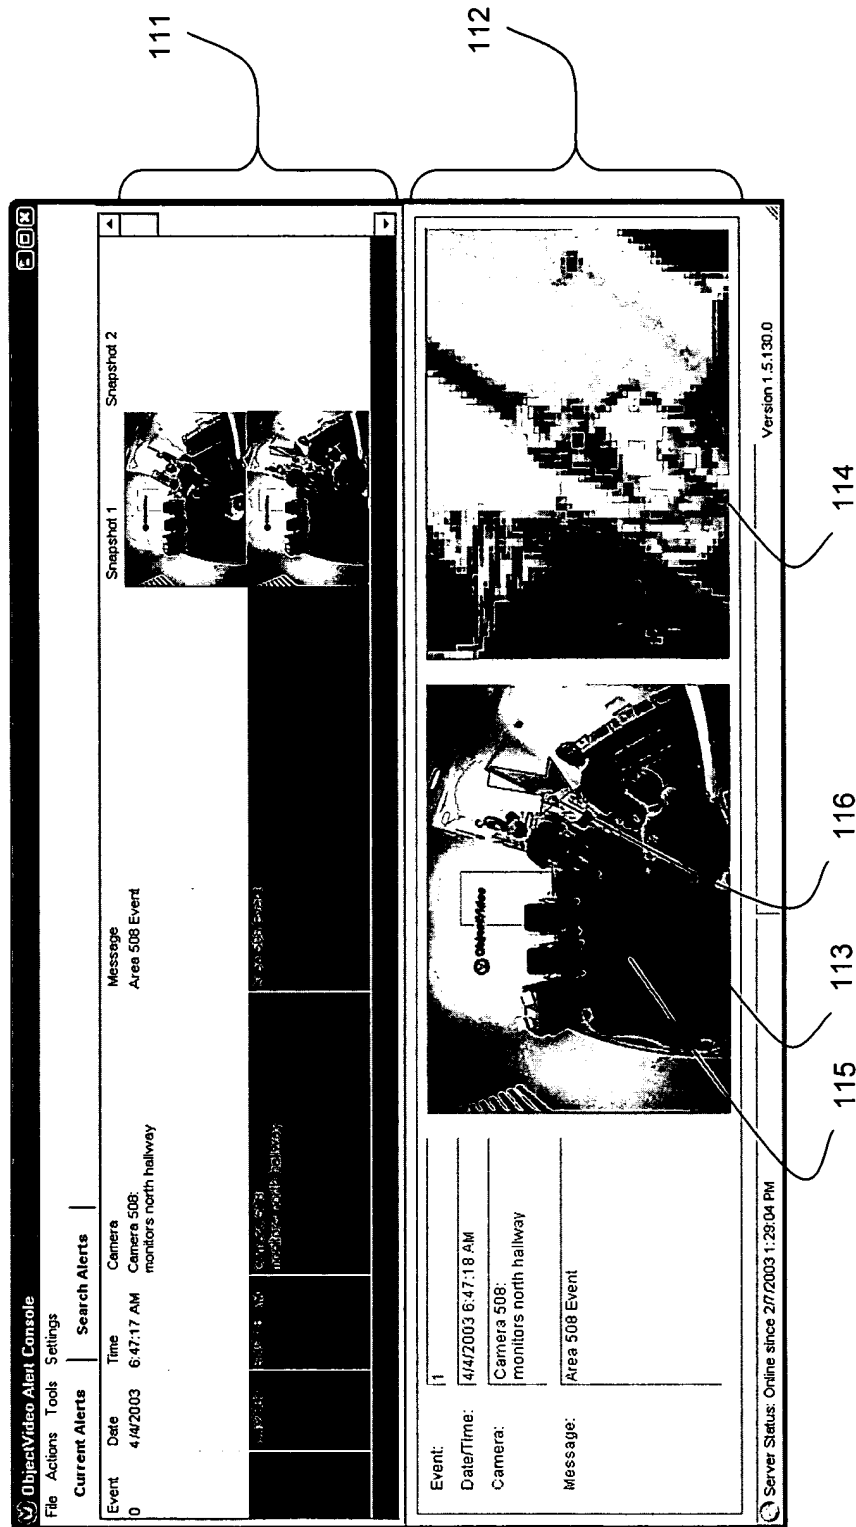 ObjectVideo Alert Console
File Actions Tools Settings
Current Alerts Search Alerts
Event Date Time Camera Message Snapshot 1 Snapshot 2
0 4/4/2003 6:47:17 AM Camera 508: Area 508 Event
monitors north hallway
monitors north hallway
Event: 1
Date/Time: 4/4/2003 6:47:18 AM
Camera: Camera 508:
monitors north hallway
Message: Area 508 Event
ObjectVideo
Server Status: Online since 2/7/2003 1:29:04 PM Version 1.5.130.0
111
112
115
113
116
114